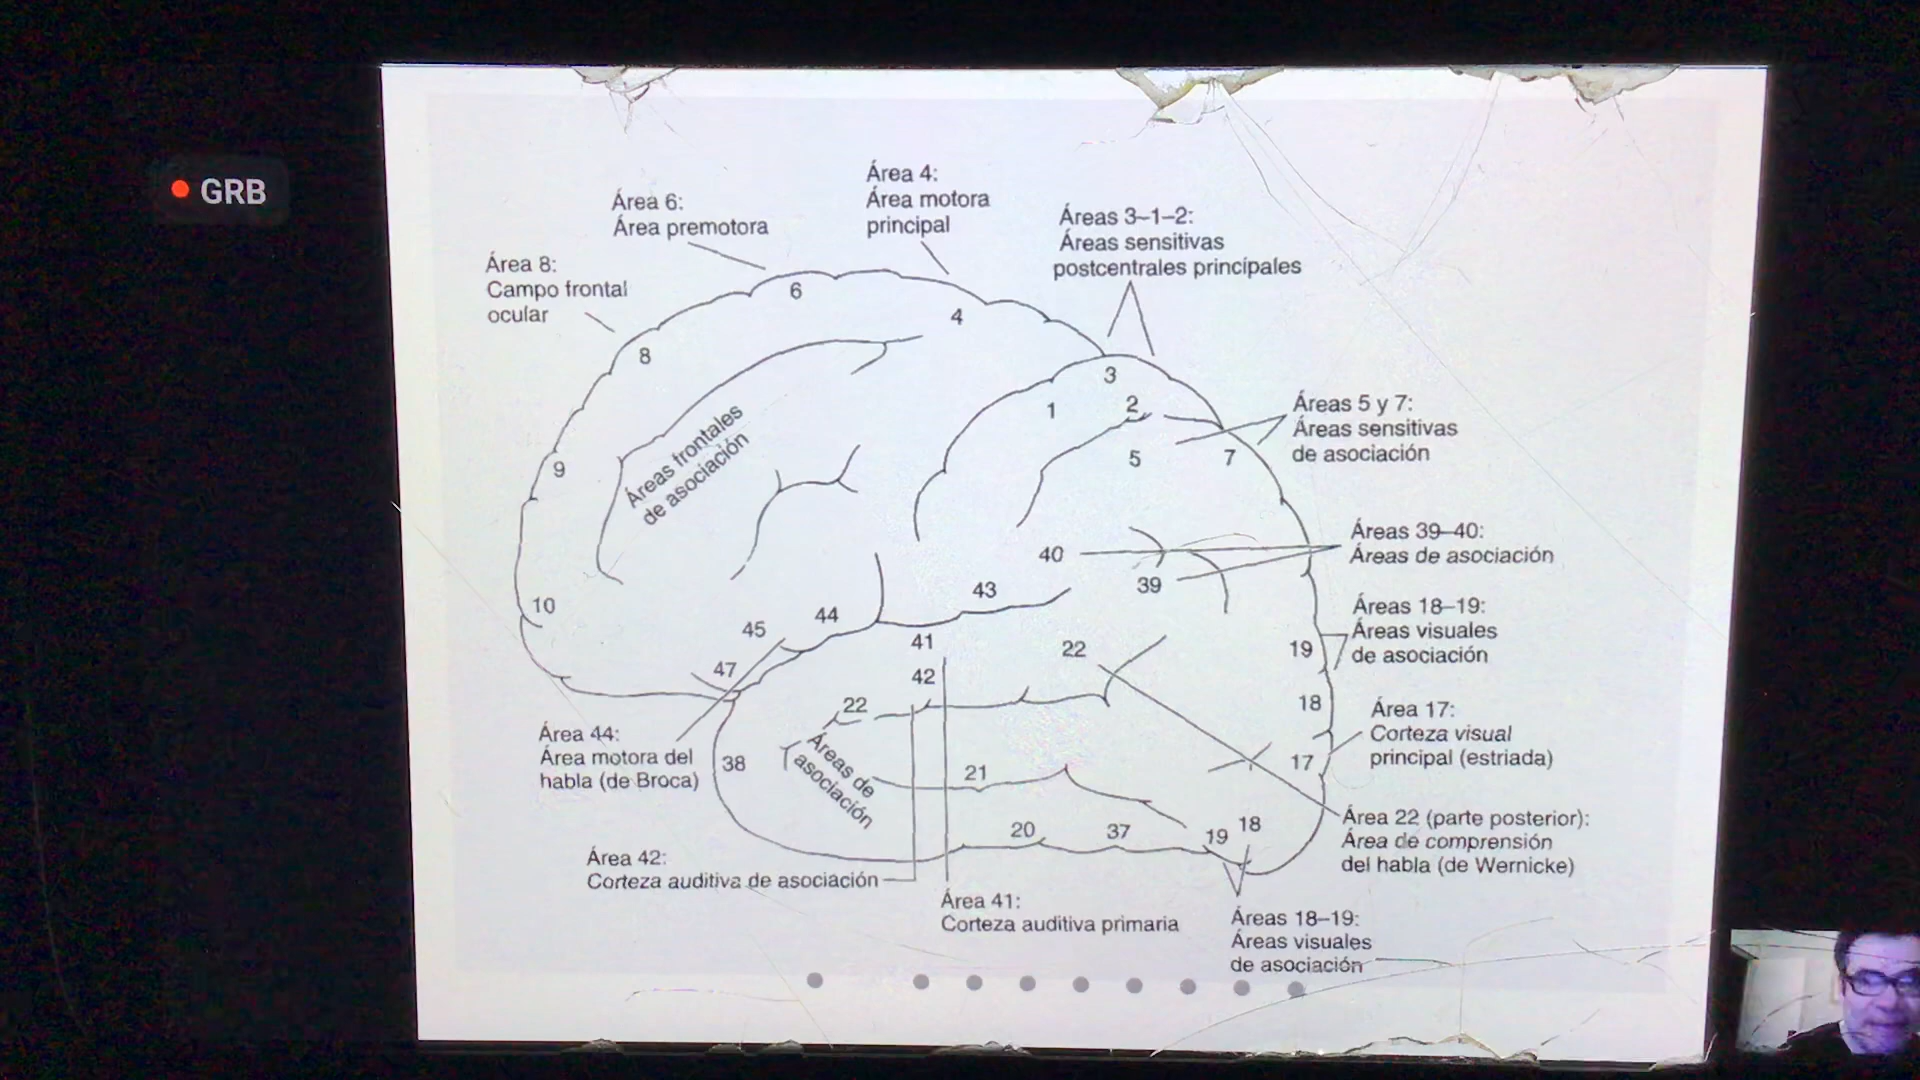 GRB
Área 4:
Área motora
principal
Área 6:
Área premotora
Áreas 3–1–2:
Áreas sensitivas
postcentrales principales
Área 8:
Campo frontal
ocular
6
4
8
3
1
2
Áreas 5 y 7:
Áreas sensitivas
de asociación
Áreas frontales
de asociación
9
5
7
Áreas 39–40:
Áreas de asociación
40
39
43
10
44
45
41
22
19
Áreas 18–19:
Áreas visuales
de asociación
47
42
22
18
Área 17:
Corteza visual
principal (estriada)
Área 44:
Área motora del
habla (de Broca)
38
Áreas de
asociación
21
17
20
37
19
18
Área 22 (parte posterior):
Área de comprensión
del habla (de Wernicke)
Área 42:
Corteza auditiva de asociación
Área 41:
Corteza auditiva primaria
Áreas 18–19:
Áreas visuales
de asociación